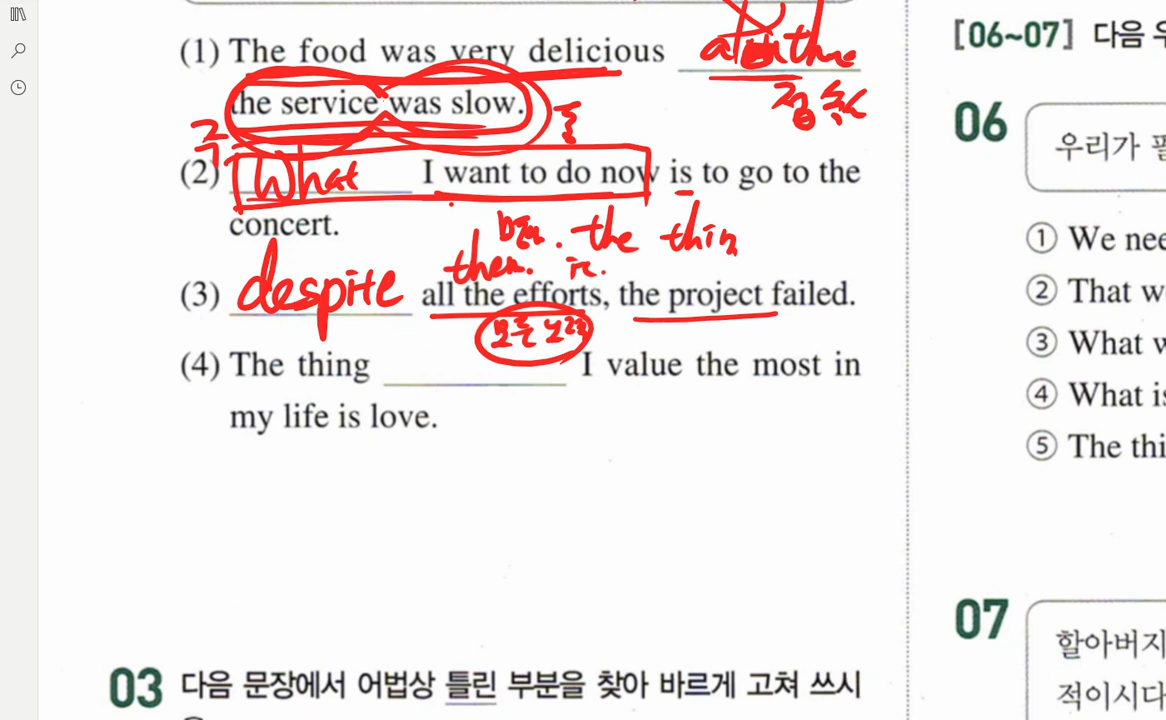 (1) The food was very delicious
the service was slow.
접속
주
(2) What I want to do now is to go to the
concert.
the thing
(3) despite all the efforts, the project failed.
모든 노력
(4) The thing I value the most in
my life is love.
03 다음 문장에서 어법상 틀린 부분을 찾아 바르게 고쳐 쓰시
[06~07] 다음 우
06
우리가 필
① We nee
② That w
③ What w
④ What is
⑤ The thi
07
할아버지
적이시다